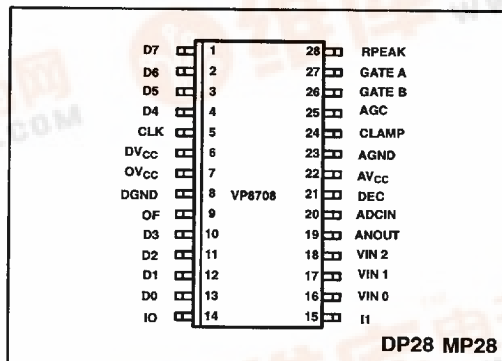 D7 1 28 RPEAK
D6 2 27 GATE A
D5 3 26 GATE B
D4 4 25 AGC
CLK 5 24 CLAMP
DVCC 6 23 AGND
OVCC 7 22 AVCC
DGND 8 VP8708 21 DEC
OF 9 20 ADCIN
D3 10 19 ANOUT
D2 11 18 VIN 2
D1 12 17 VIN 1
D0 13 16 VIN 0
IO 14 15 I1
DP28 MP28